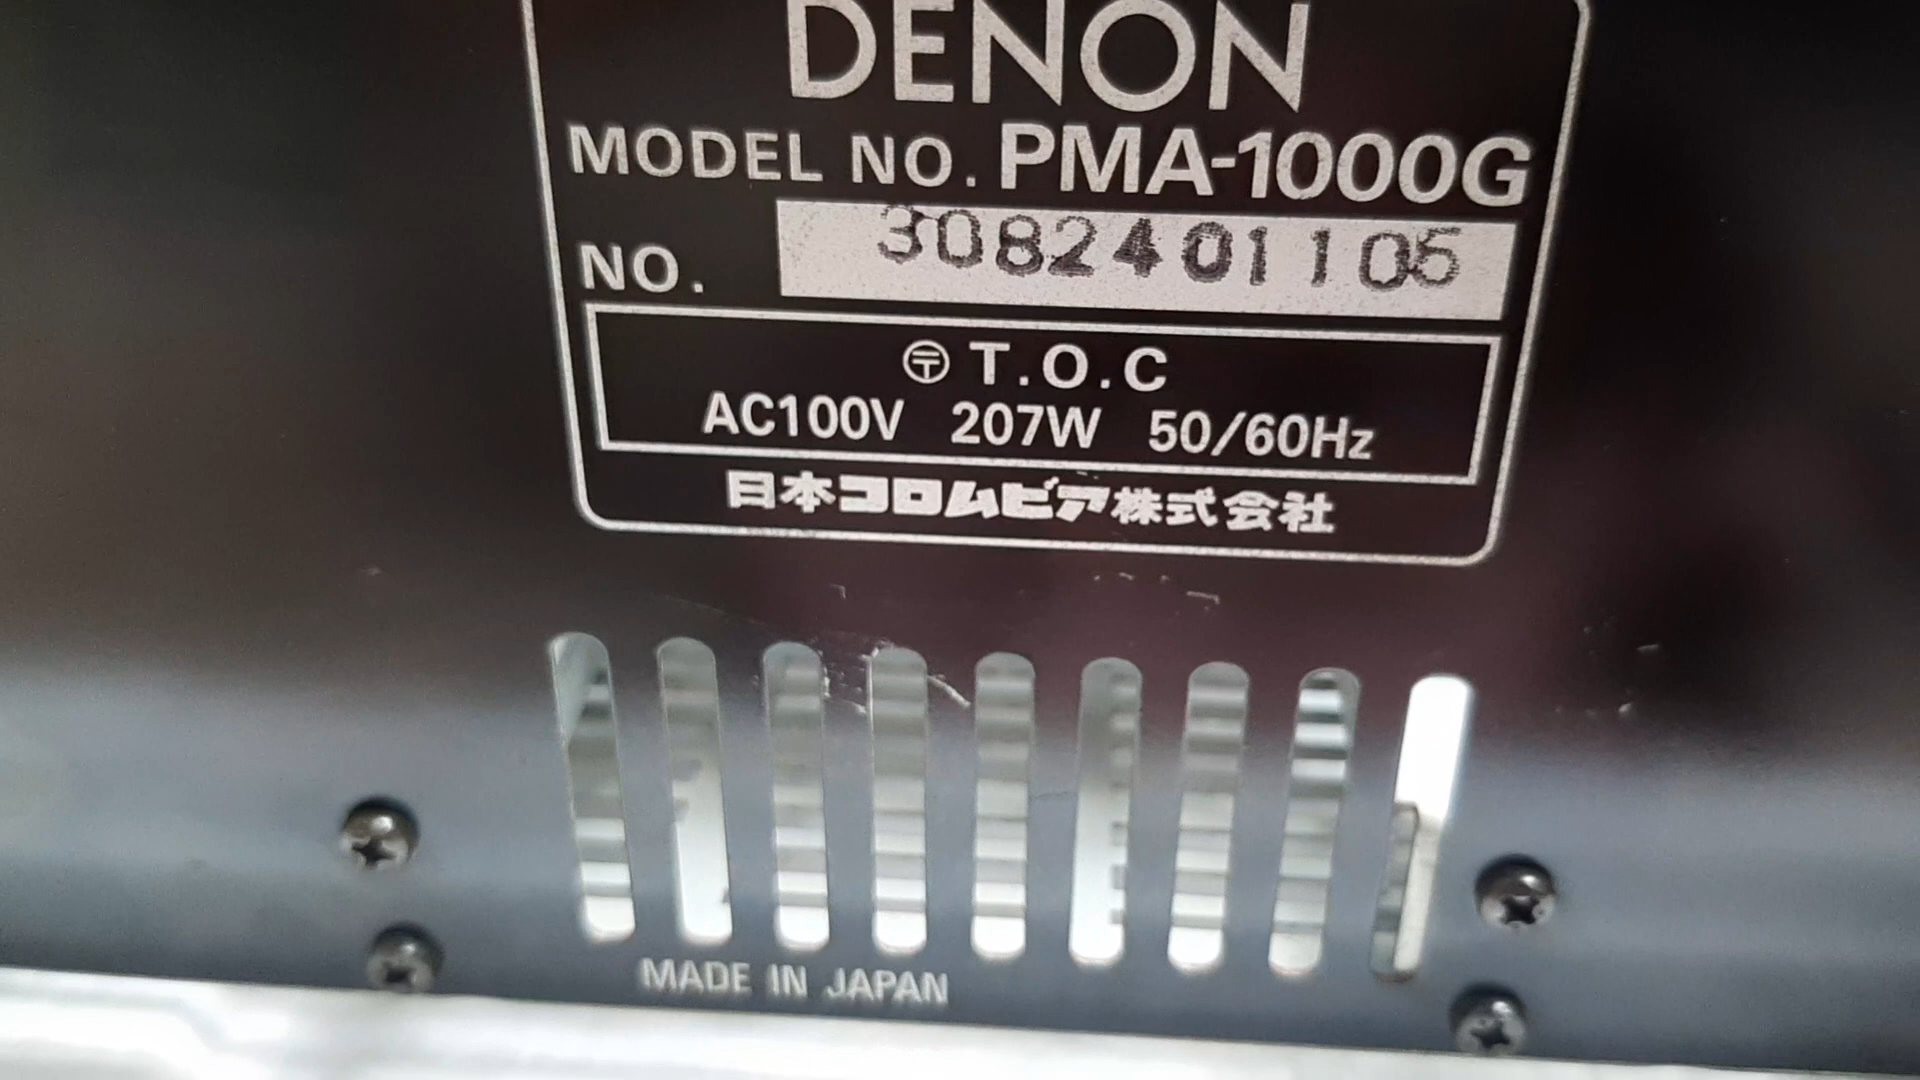 DENON
MODEL NO. PMA-1000G
NO. 3082401105
〶 T.O.C
AC100V 207W 50/60Hz
日本コロムビア株式会社
MADE IN JAPAN